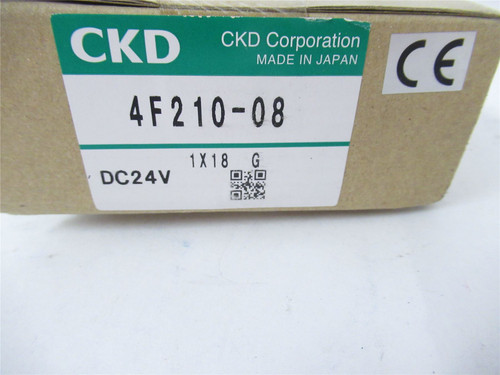 CKD
CKD Corporation
MADE IN JAPAN
CE
4F210-08
1X18 G
DC24V